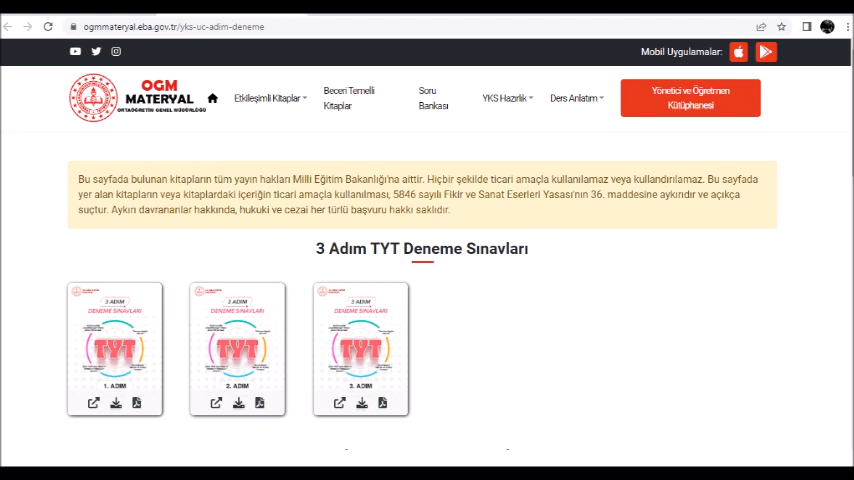 ogmmateryal.eba.gov.tr/yks-uc-adim-deneme
Mobil Uygulamalar:
OGM
MATERYAL
ORTAÖĞRETİM GENEL MÜDÜRLÜĞÜ
Etkileşimli Kitaplar
Beceri Temelli
Kitaplar
Soru
Bankası
YKS Hazırlık
Ders Anlatım
Yönetici ve Öğretmen
Kütüphanesi
Bu sayfada bulunan kitapların tüm yayın hakları Milli Eğitim Bakanlığı'na aittir. Hiçbir şekilde ticari amaçla kullanılamaz veya kullandırılamaz. Bu sayfada
yer alan kitapların veya kitaplardaki içeriğin ticari amaçla kullanılması, 5846 sayılı Fikir ve Sanat Eserleri Yasası'nın 36. maddesine aykırıdır ve açıkça
suçtur. Aykırı davrananlar hakkında, hukuki ve cezai her türlü başvuru hakkı saklıdır.
3 Adım TYT Deneme Sınavları
3 ADIM
DENEME SINAVLARI
TYT
1. ADIM
3 ADIM
DENEME SINAVLARI
TYT
2. ADIM
3 ADIM
DENEME SINAVLARI
TYT
3. ADIM